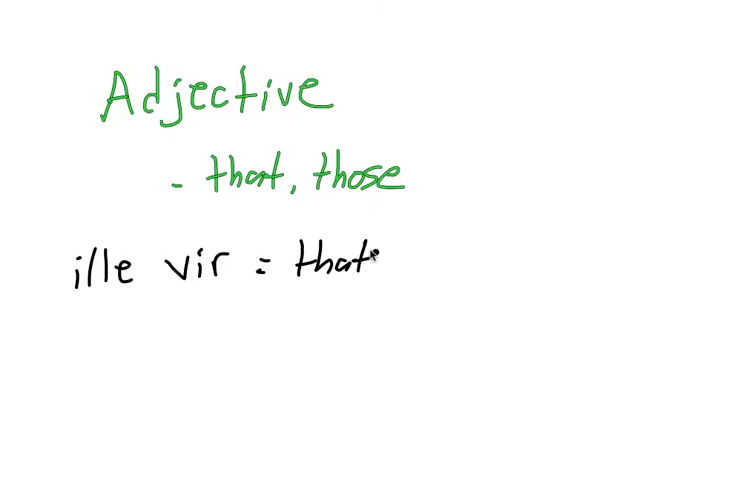 Adjective
- that, those
ille vir = that